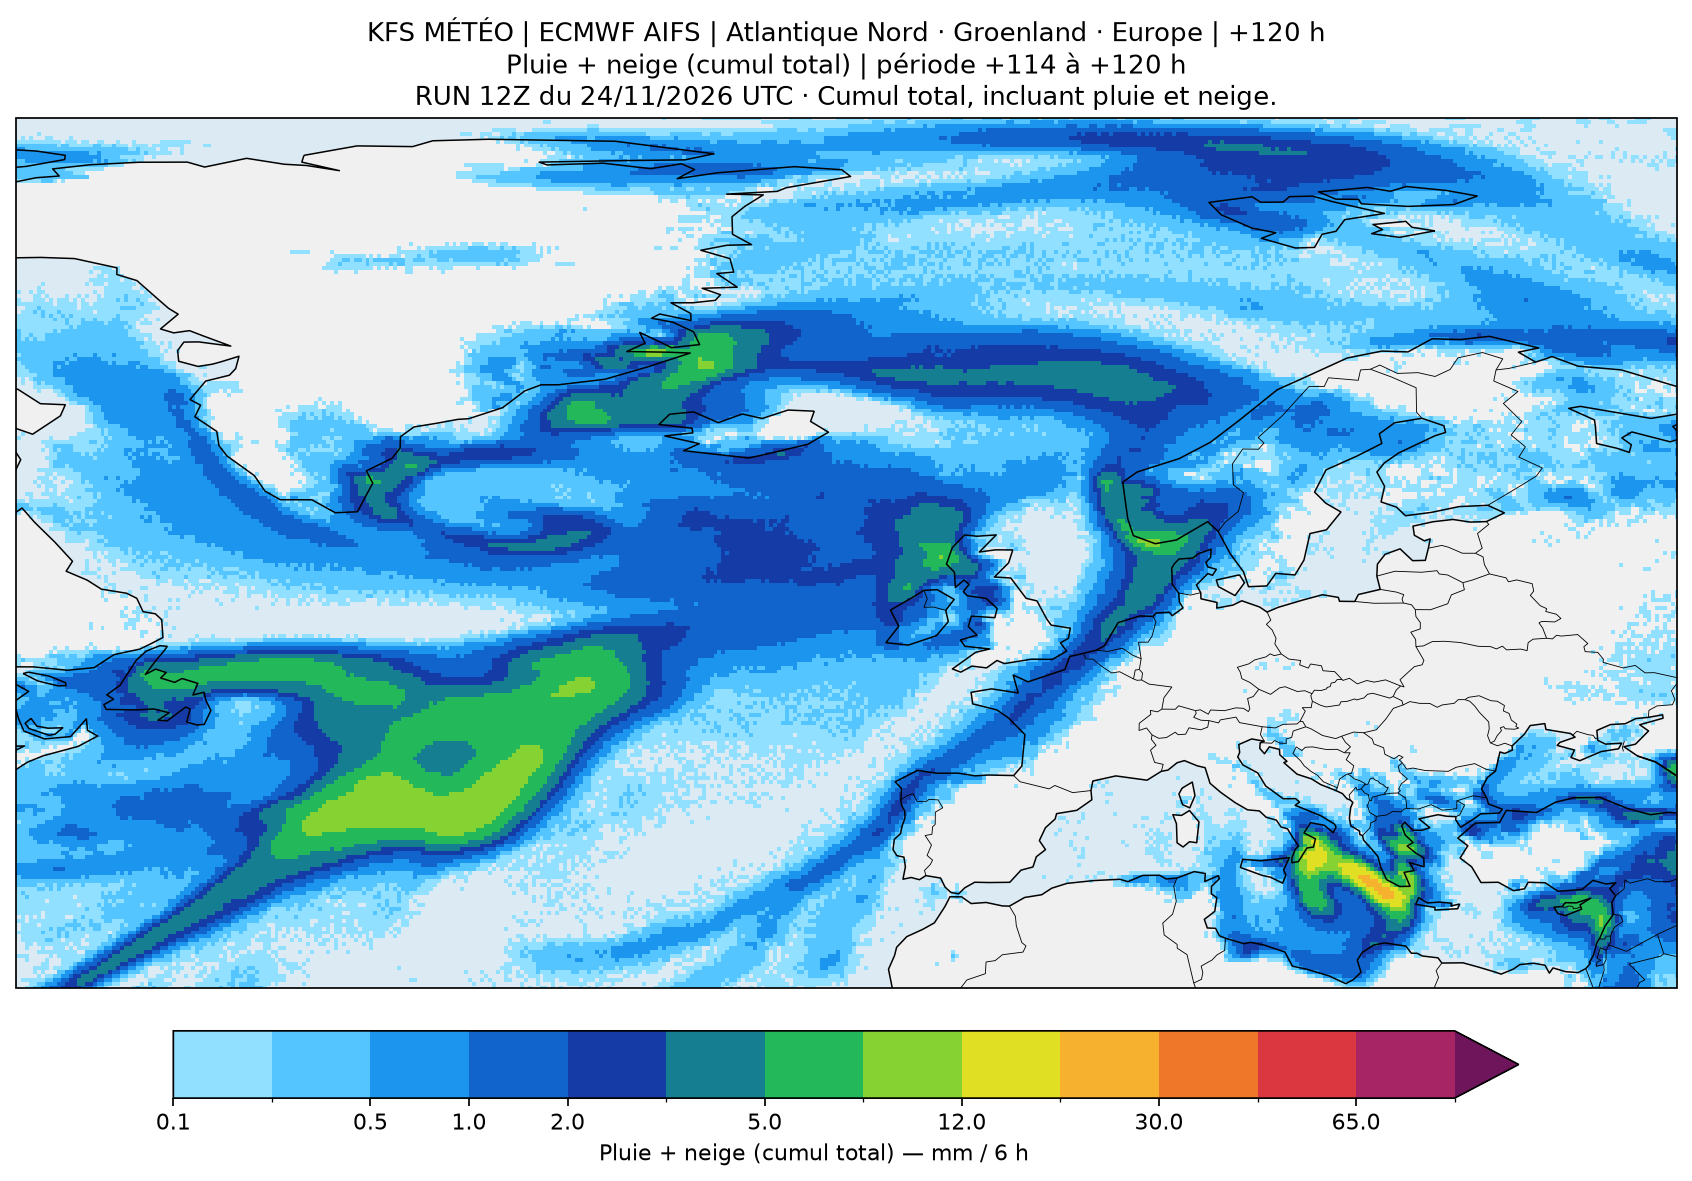 KFS MÉTÉO | ECMWF AIFS | Atlantique Nord · Groenland · Europe | +120 h
Pluie + neige (cumul total) | période +114 à +120 h
RUN 12Z du 24/11/2026 UTC · Cumul total, incluant pluie et neige.
0.1 0.5 1.0 2.0 5.0 12.0 30.0 65.0
Pluie + neige (cumul total) — mm / 6 h